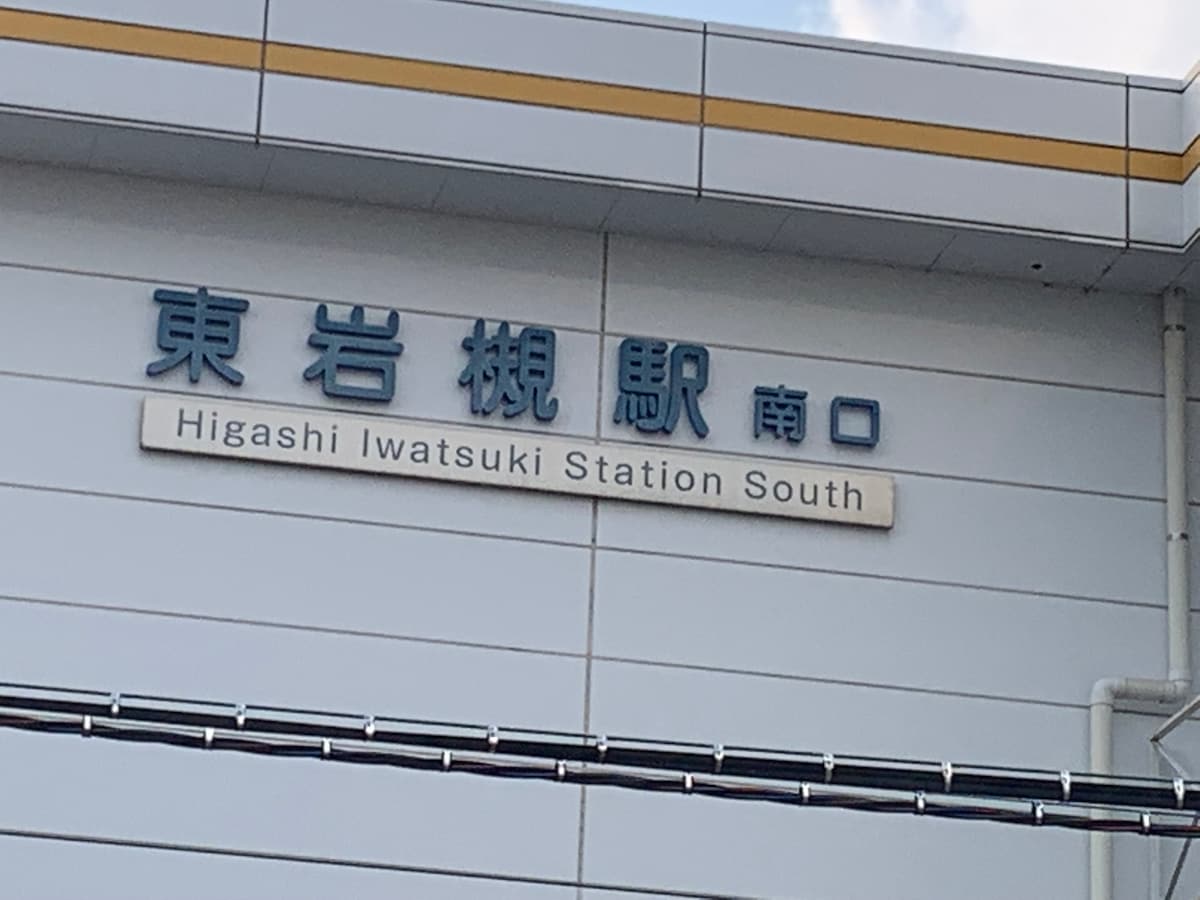 東岩槻駅 南口
Higashi Iwatsuki Station South